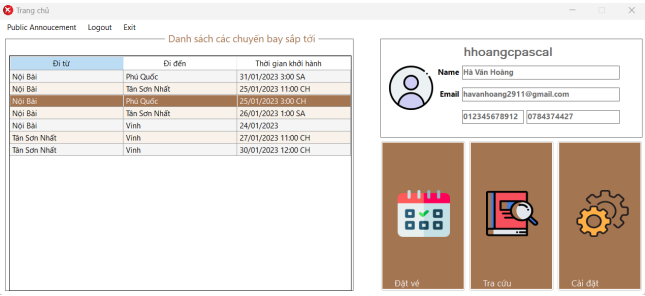 Trang chủ
Public Annoucement Logout Exit
Danh sách các chuyến bay sắp tới
Đi từ Đi đến Thời gian khởi hành
Nội Bài Phú Quốc 31/01/2023 3:00 SA
Nội Bài Tân Sơn Nhất 25/01/2023 11:00 CH
Nội Bài Phú Quốc 25/01/2023 3:00 CH
Nội Bài Tân Sơn Nhất 26/01/2023 1:00 SA
Nội Bài Vinh 24/01/2023
Tân Sơn Nhất Vinh 27/01/2023 11:00 CH
Tân Sơn Nhất Vinh 30/01/2023 12:00 CH
hhoangcpascal
Name Hà Văn Hoàng
Email havanhoang2911@gmail.com
012345678912 0784374427
Đặt vé Tra cứu Cài đặt